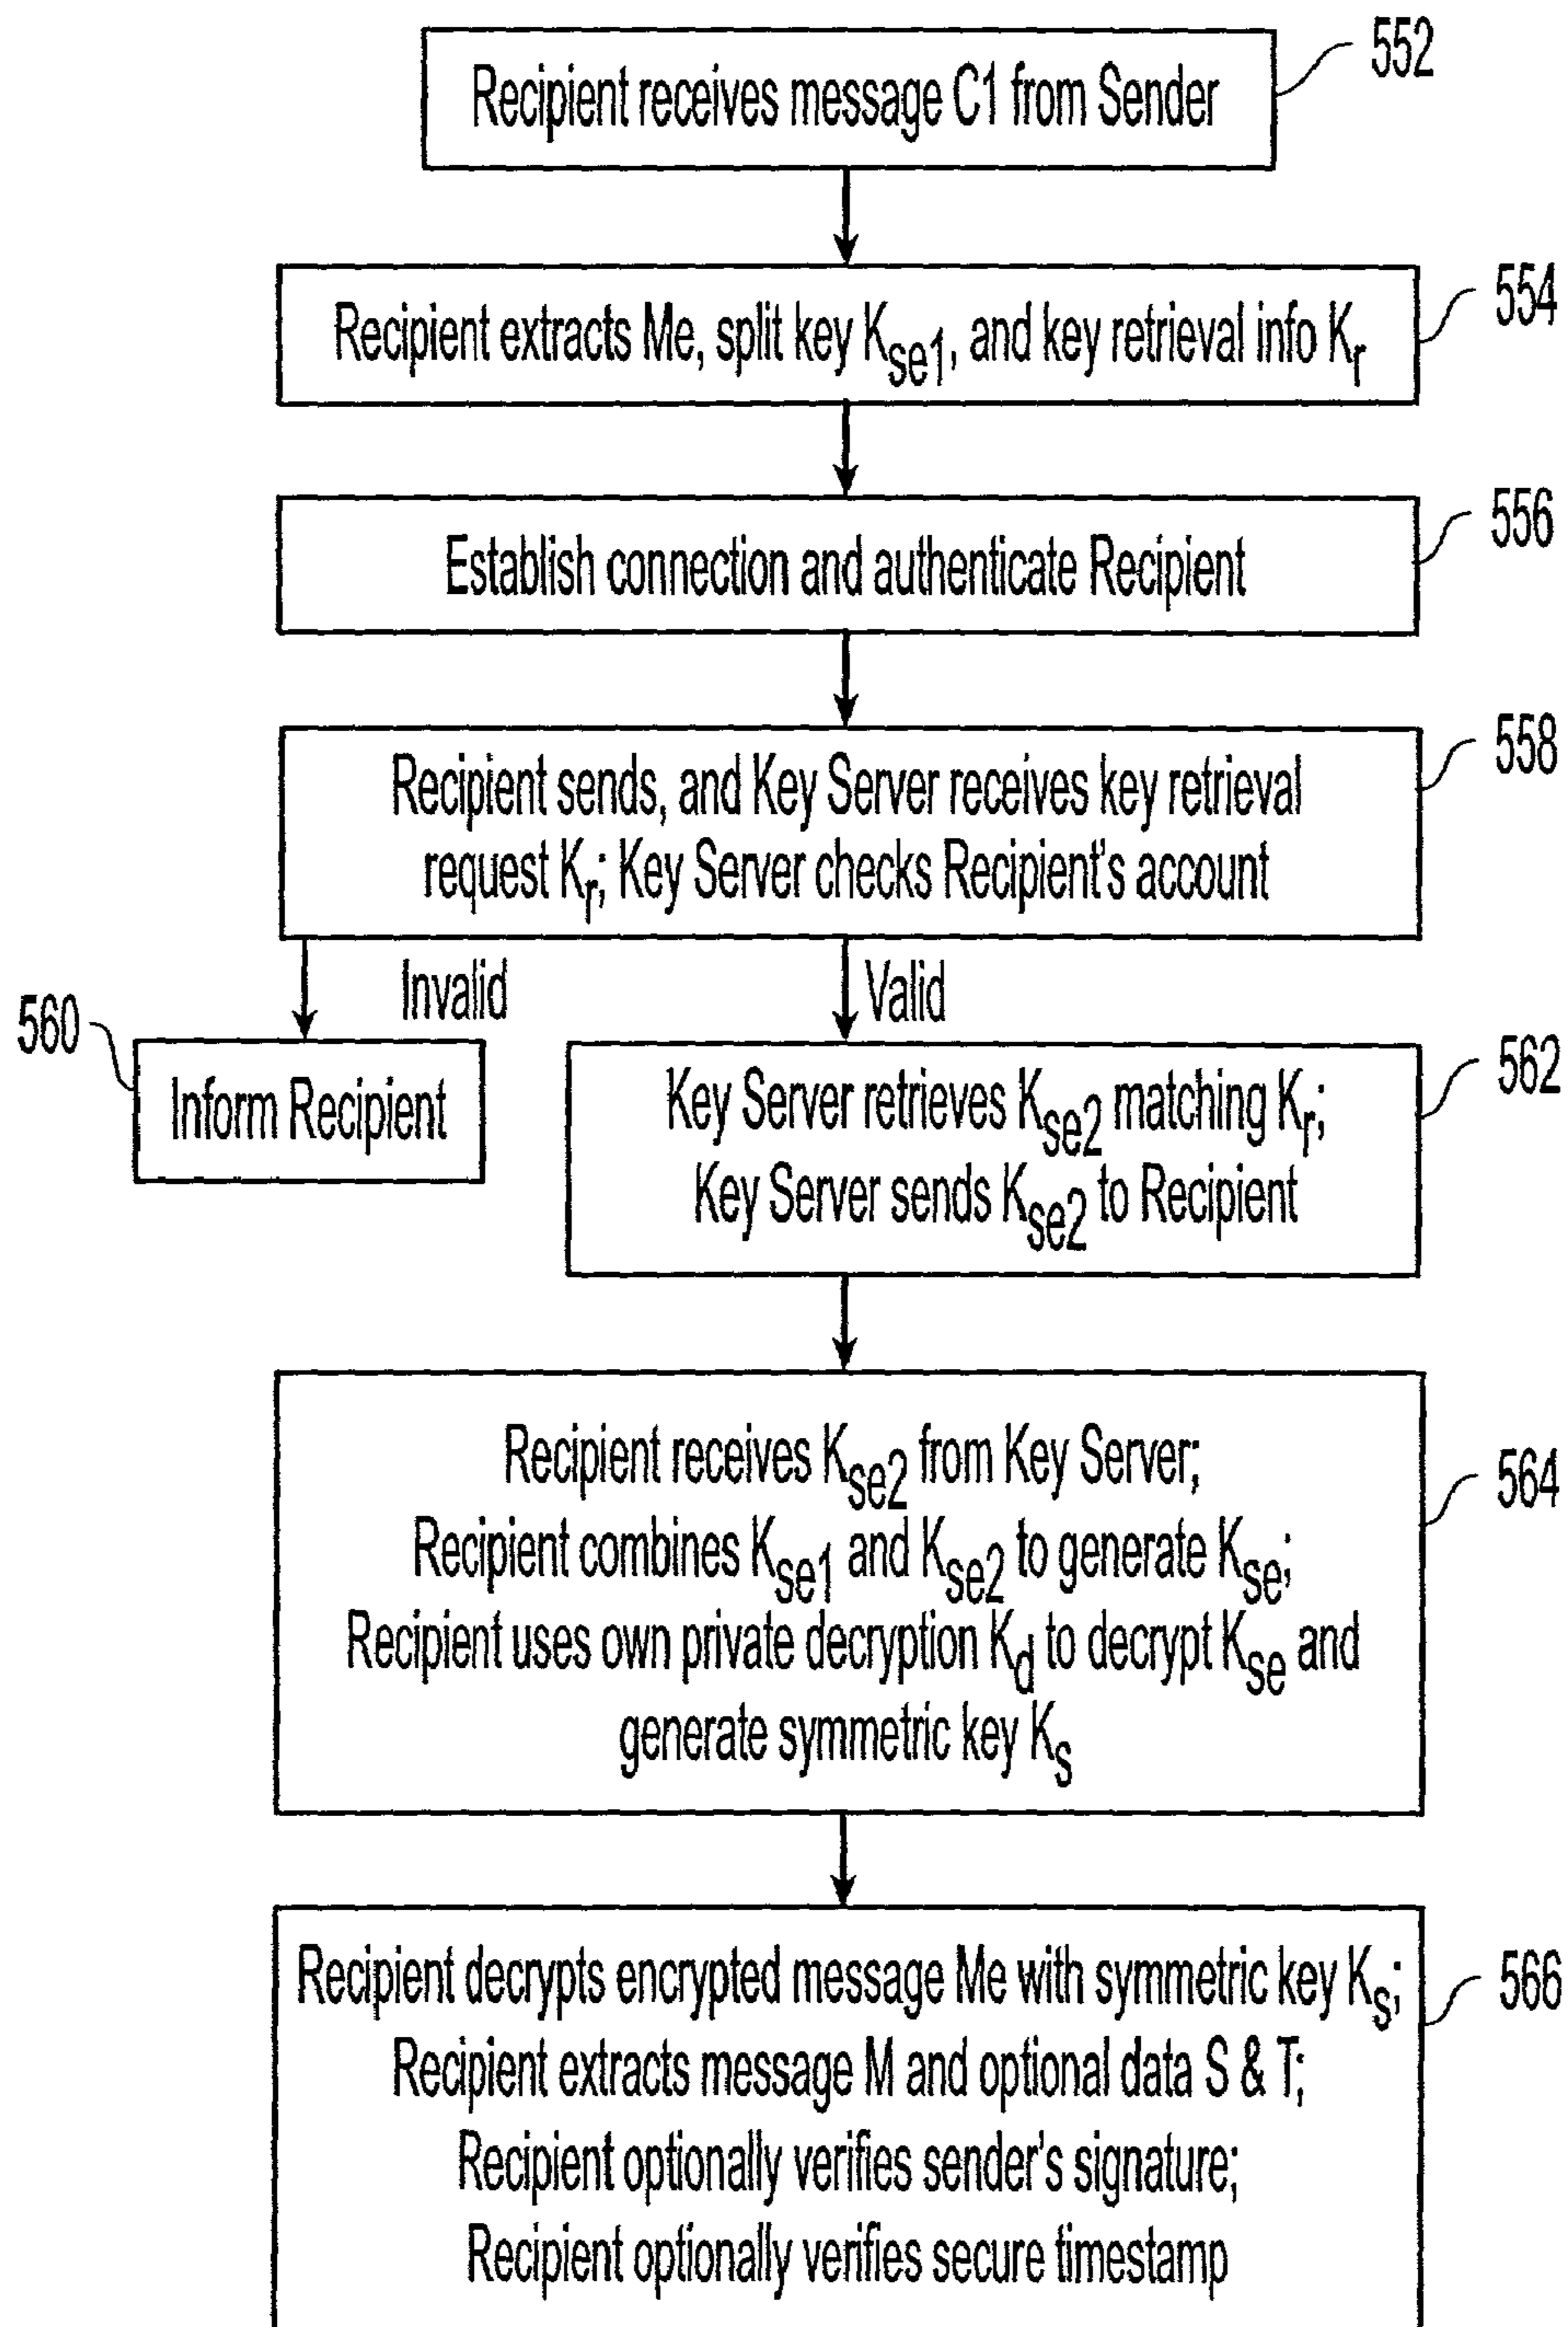 552
Recipient receives message C1 from Sender
554
Recipient extracts Me, split key Kse1, and key retrieval info Kr
556
Establish connection and authenticate Recipient
558
Recipient sends, and Key Server receives key retrieval
request Kr; Key Server checks Recipient's account
Invalid
Valid
560
Inform Recipient
562
Key Server retrieves Kse2 matching Kr;
Key Server sends Kse2 to Recipient
564
Recipient receives Kse2 from Key Server;
Recipient combines Kse1 and Kse2 to generate Kse;
Recipient uses own private decryption Kd to decrypt Kse and
generate symmetric key Ks
566
Recipient decrypts encrypted message Me with symmetric key Ks;
Recipient extracts message M and optional data S & T;
Recipient optionally verifies sender's signature;
Recipient optionally verifies secure timestamp